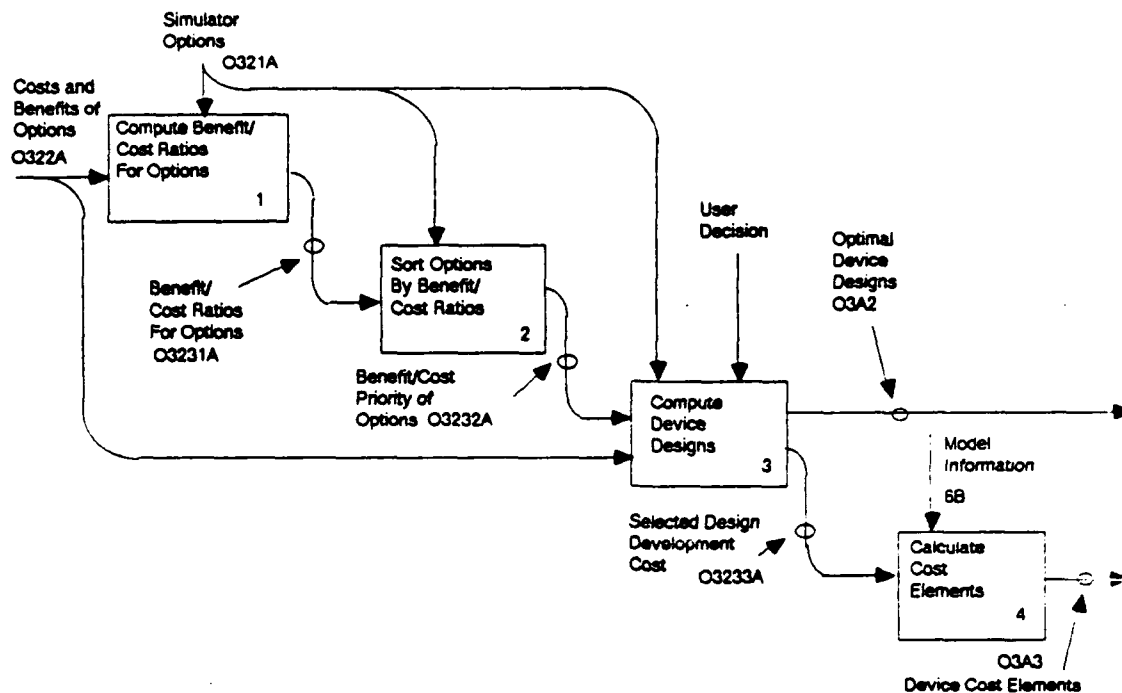 Simulator
Options
O321A
Costs and
Benefits of
Options
O322A
Compute Benefit/
Cost Ratios
For Options
1
Benefit/
Cost Ratios
For Options
O3231A
Sort Options
By Benefit/
Cost Ratios
2
User
Decision
Optimal
Device
Designs
O3A2
Benefit/Cost
Priority of
Options O3232A
Compute
Device
Designs
3
Model
Information
6B
Selected Design
Development
Cost
O3233A
Calculate
Cost
Elements
4
O3A3
Device Cost Elements